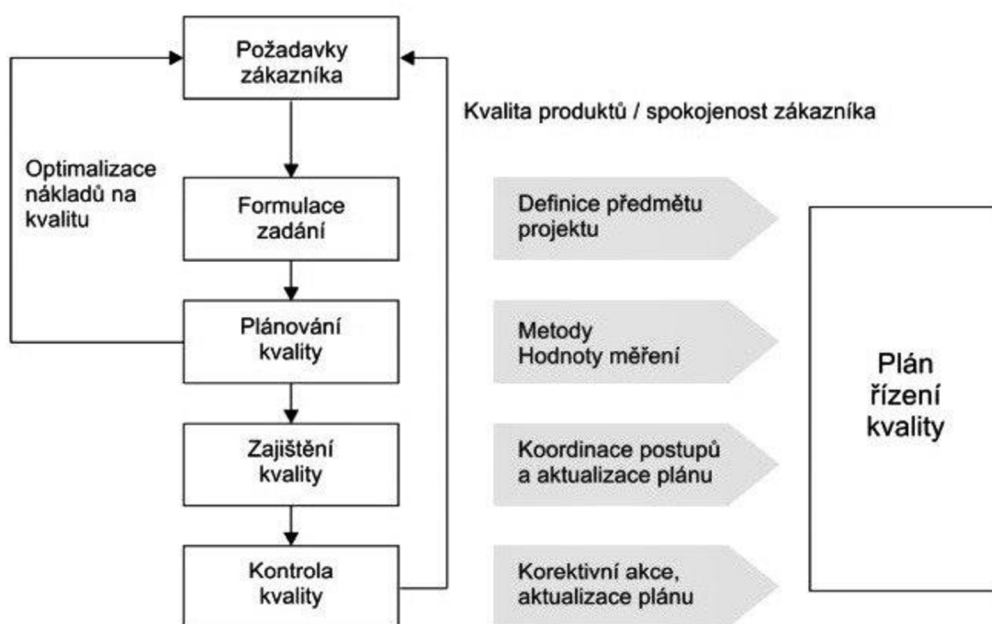 Požadavky
zákazníka
Kvalita produktů / spokojenost zákazníka
Optimalizace
nákladů na
kvalitu
Formulace
zadání
Definice předmětu
projektu
Plánování
kvality
Metody
Hodnoty měření
Plán
řízení
kvality
Zajištění
kvality
Koordinace postupů
a aktualizace plánu
Kontrola
kvality
Korektivní akce,
aktualizace plánu